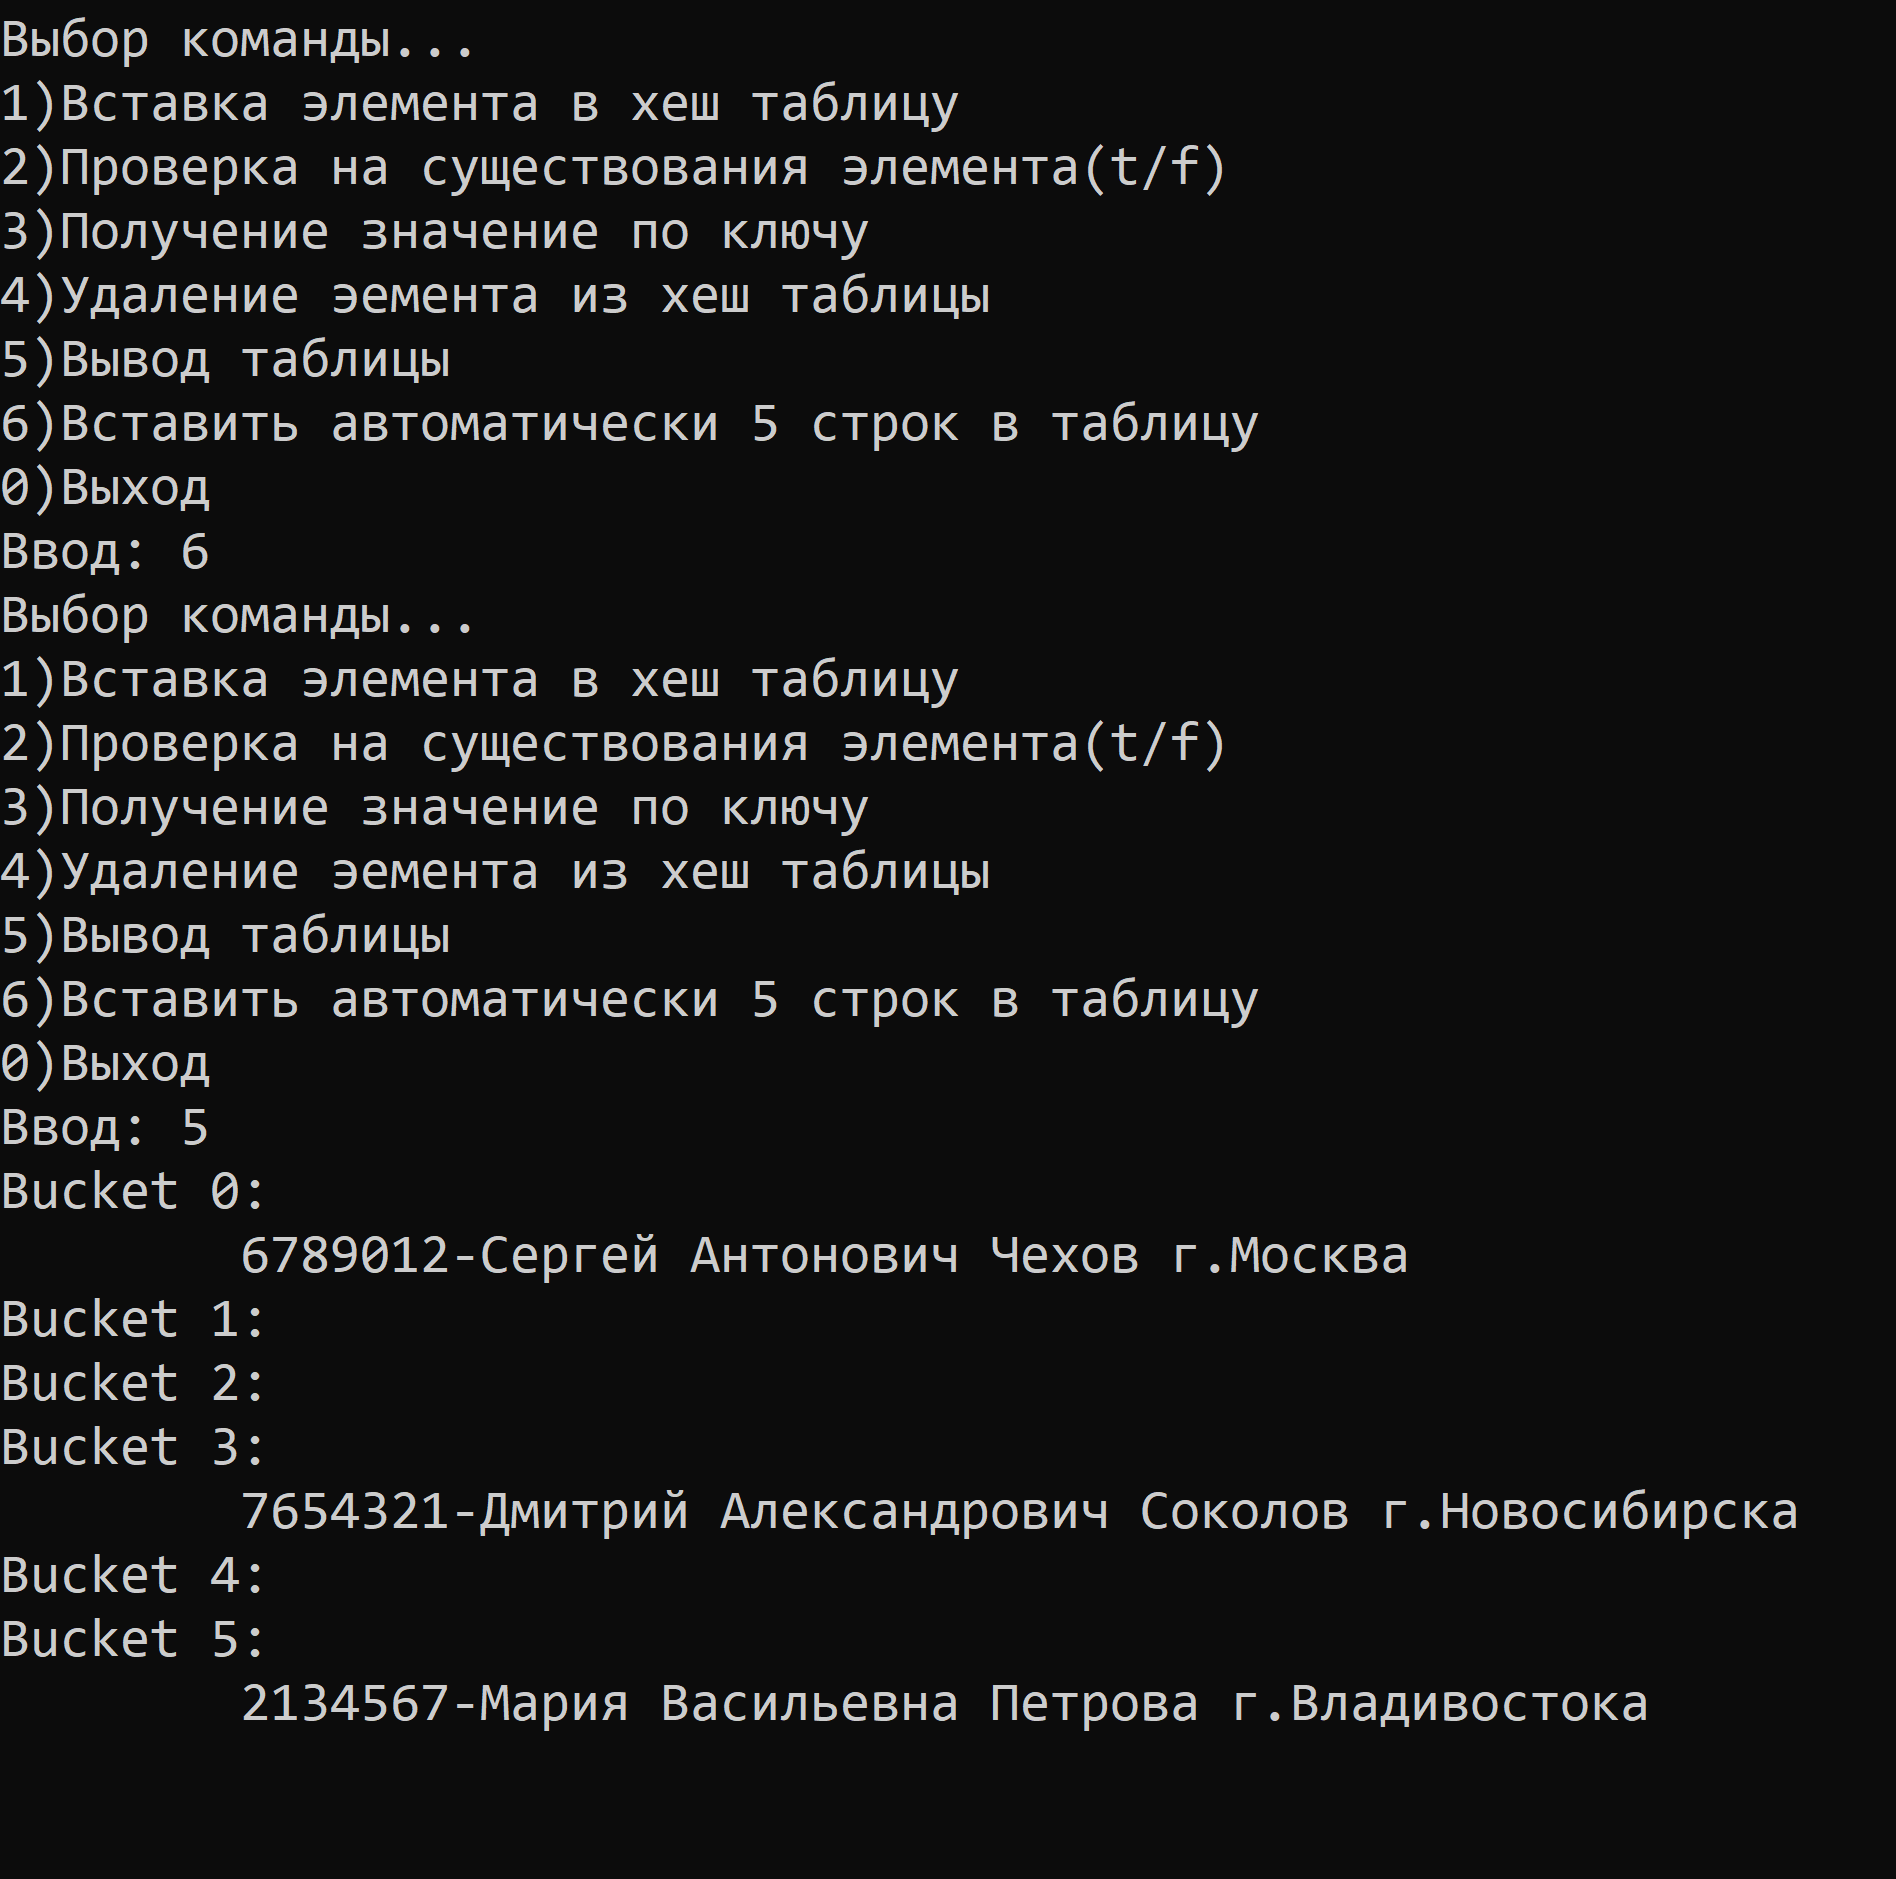 Выбор команды...
1)Вставка элемента в хеш таблицу
2)Проверка на существования элемента(t/f)
3)Получение значение по ключу
4)Удаление эемента из хеш таблицы
5)Вывод таблицы
6)Вставить автоматически 5 строк в таблицу
0)Выход
Ввод: 6
Выбор команды...
1)Вставка элемента в хеш таблицу
2)Проверка на существования элемента(t/f)
3)Получение значение по ключу
4)Удаление эемента из хеш таблицы
5)Вывод таблицы
6)Вставить автоматически 5 строк в таблицу
0)Выход
Ввод: 5
Bucket 0:
        6789012-Сергей Антонович Чехов г.Москва
Bucket 1:
Bucket 2:
Bucket 3:
        7654321-Дмитрий Александрович Соколов г.Новосибирска
Bucket 4:
Bucket 5:
        2134567-Мария Васильевна Петрова г.Владивостока